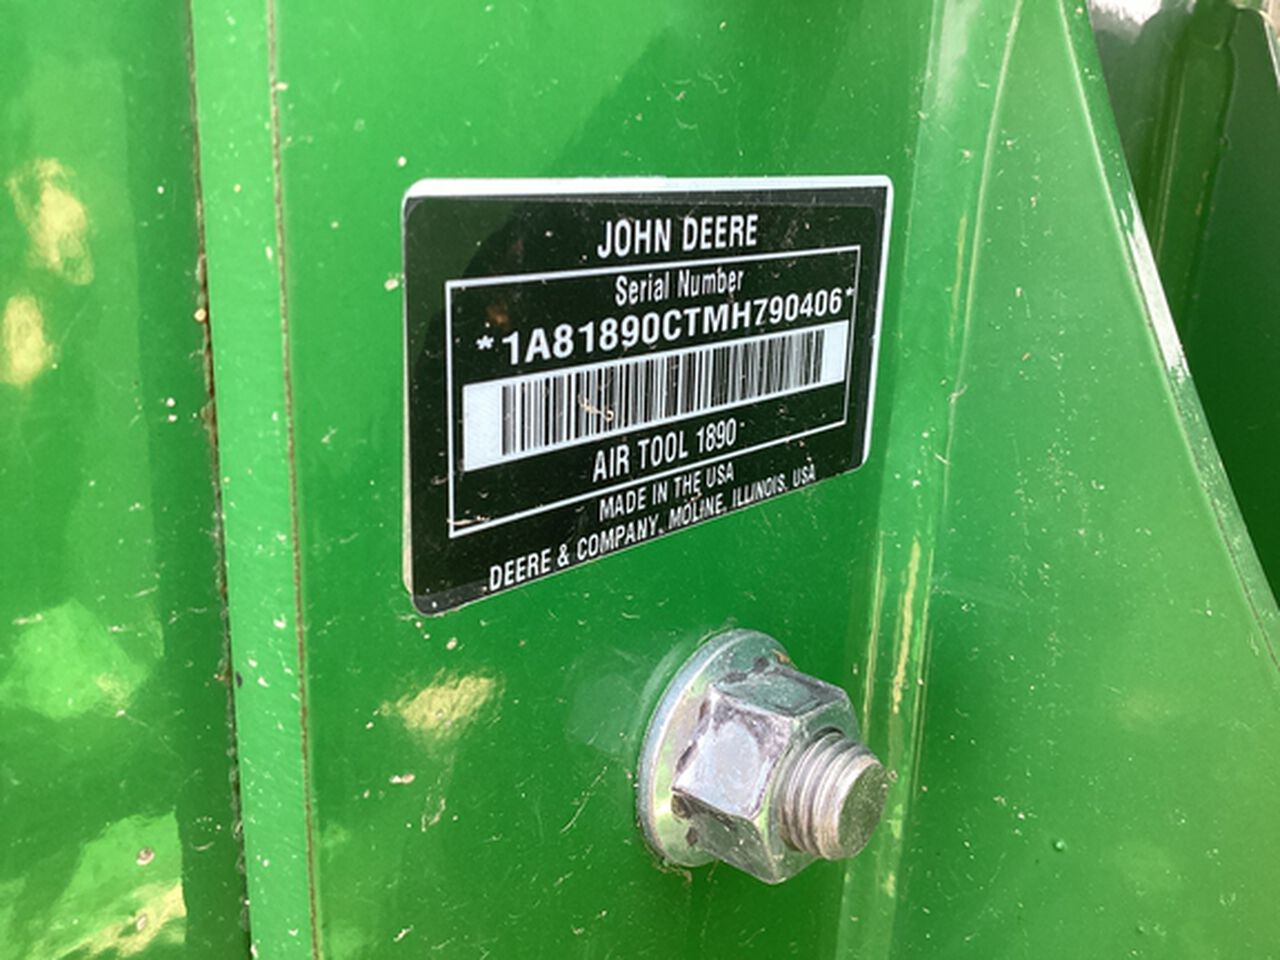 JOHN DEERE
Serial Number
*1A81890CTMH790406*
AIR TOOL 1890
MADE IN THE USA
DEERE & COMPANY, MOLINE, ILLINOIS, USA